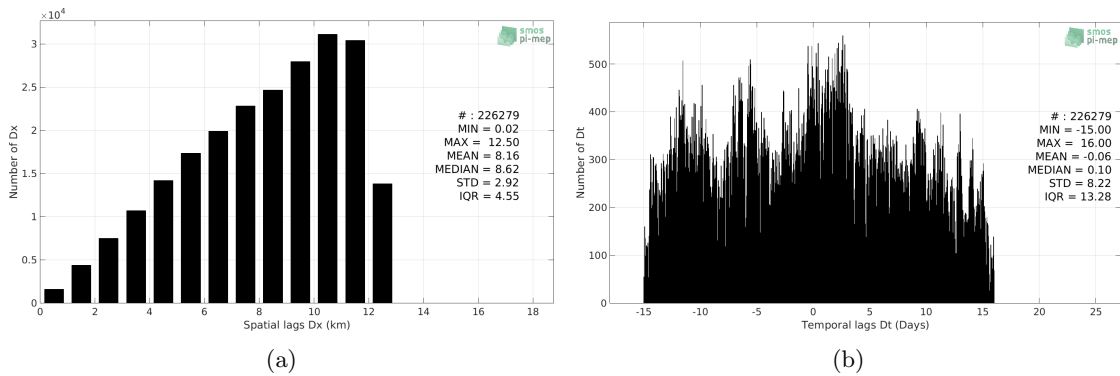 ×10⁴
smos
pi-mep
3
2.5
2
1.5
1
0.5
0
Number of Dx
# : 226279
MIN = 0.02
MAX = 12.50
MEAN = 8.16
MEDIAN = 8.62
STD = 2.92
IQR = 4.55
0 2 4 6 8 10 12 14 16 18
Spatial lags Dx (km)
(a)
smos
pi-mep
500
400
300
200
100
0
Number of Dt
# : 226279
MIN = -15.00
MAX = 16.00
MEAN = -0.06
MEDIAN = 0.10
STD = 8.22
IQR = 13.28
-15 -10 -5 0 5 10 15 20 25
Temporal lags Dt (Days)
(b)